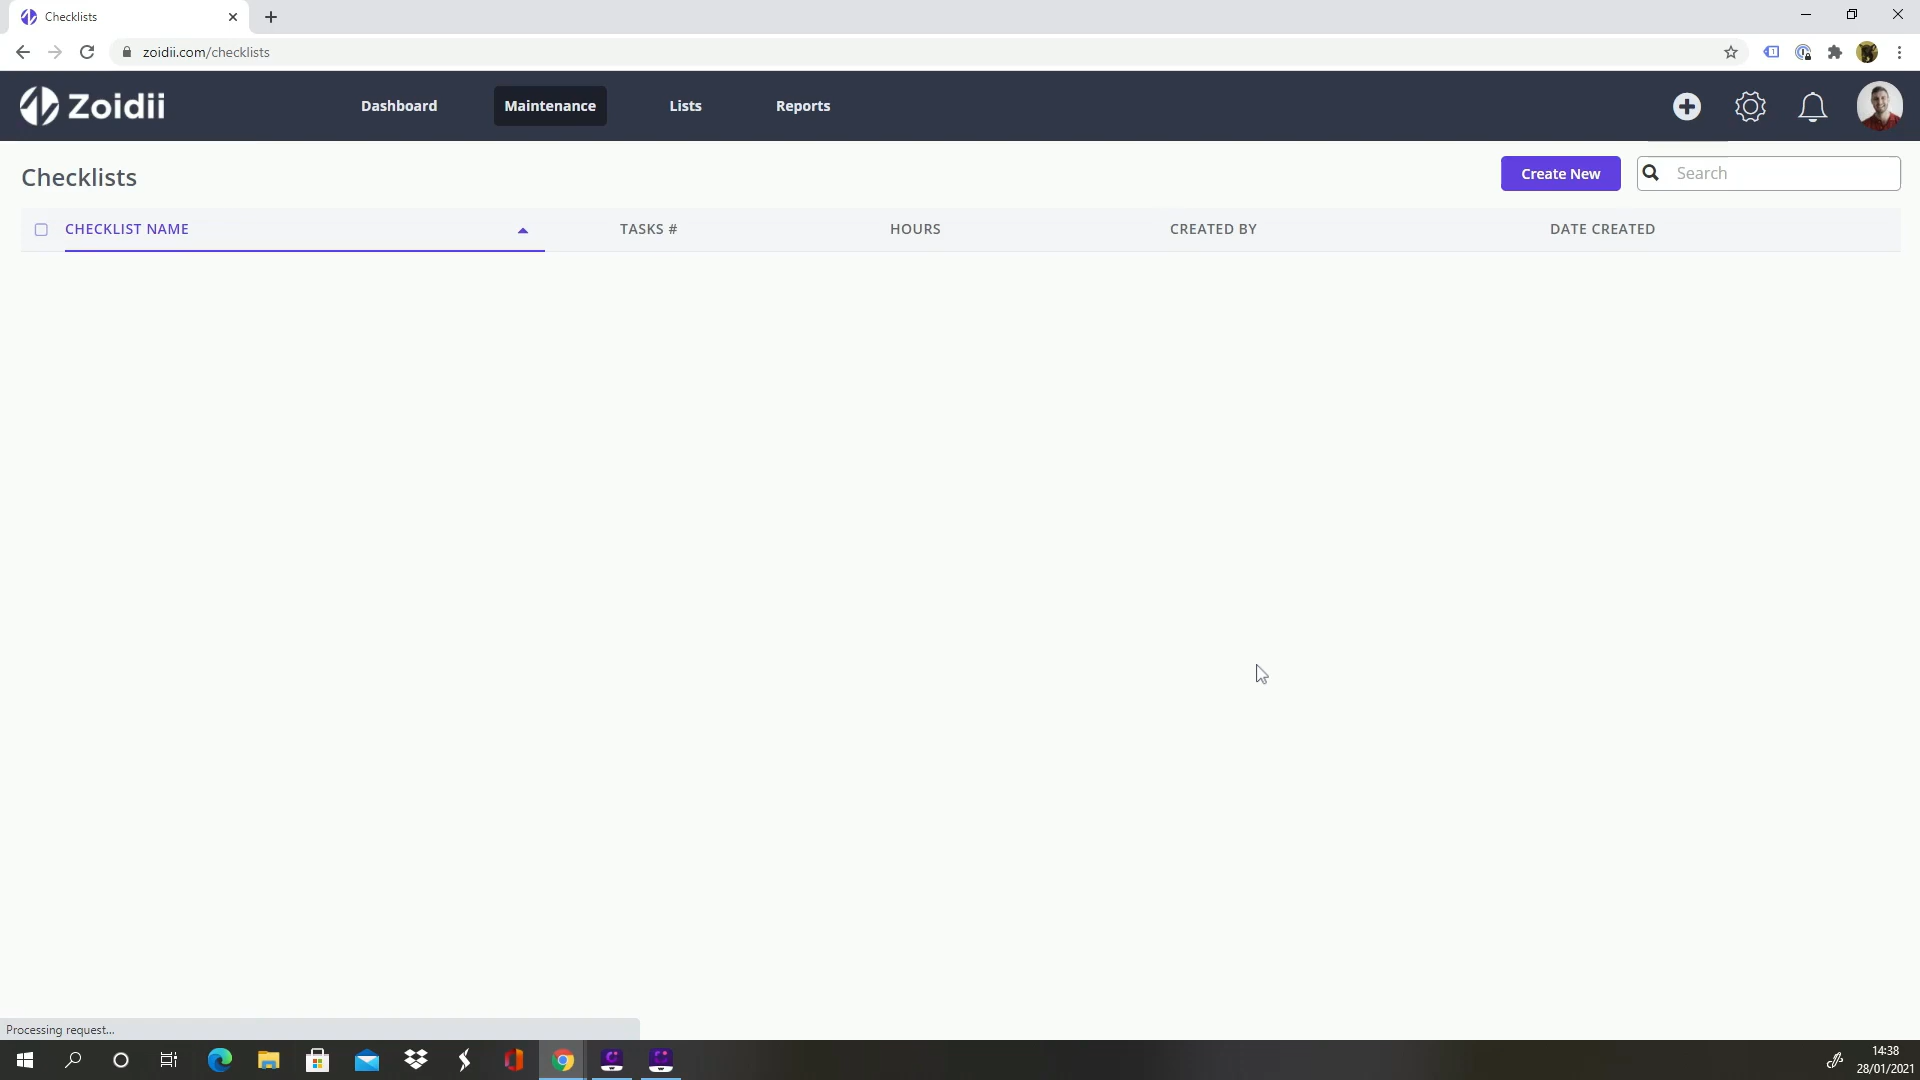 Checklists
zoidii.com/checklists
Zoidii
Dashboard
Maintenance
Lists
Reports
Checklists
Create New
Search
CHECKLIST NAME
TASKS #
HOURS
CREATED BY
DATE CREATED
Processing request...
14:38
28/01/2021